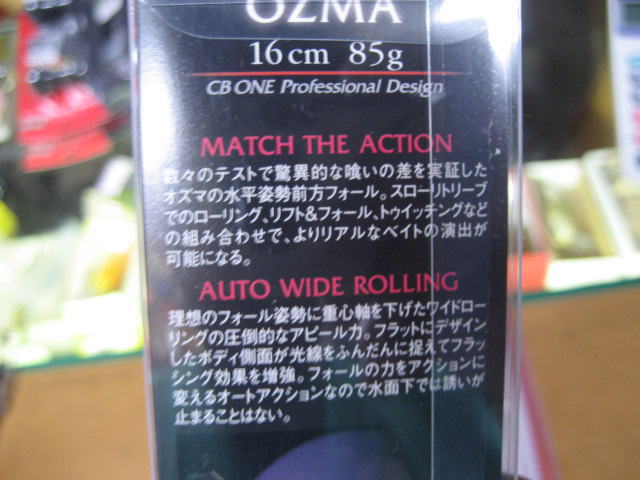 OZMA
16cm 85g
CB ONE Professional Design
MATCH THE ACTION
数々のテストで驚異的な喰いの差を実証した
オズマの水平姿勢前方フォール。スローリトリーブ
でのローリング、リフト&フォール、トゥイッチングなど
の組み合わせで、よりリアルなベイトの演出が
可能になる。
AUTO WIDE ROLLING
理想のフォール姿勢に重心軸を下げたワイドロー
リングの圧倒的なアピール力。フラットにデザイン
したボディ側面が光線をふんだんに捉えてフラッ
シング効果を増強。フォールの力をアクションに
変えるオートアクションなので水面下では誘いが
止まることはない。